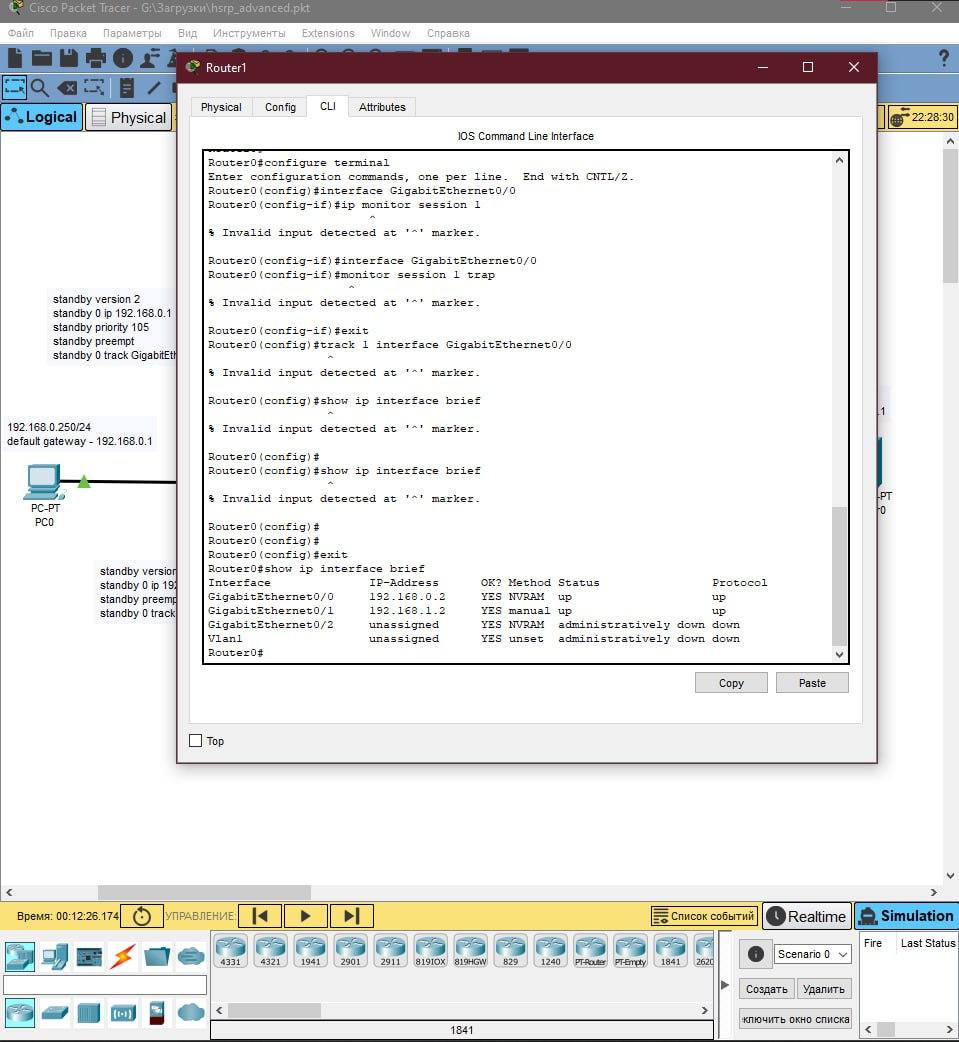 Cisco Packet Tracer - G:\Загрузки\hsrp_advanced.pkt
Файл Правка Параметры Вид Инструменты Extensions Window Справка
Router1
Logical
Physical
22:28:30
Physical Config CLI Attributes
IOS Command Line Interface
Router0#configure terminal
Enter configuration commands, one per line. End with CNTL/Z.
Router0(config)#interface GigabitEthernet0/0
Router0(config-if)#ip monitor session 1
^
% Invalid input detected at '^' marker.
Router0(config-if)#interface GigabitEthernet0/0
Router0(config-if)#monitor session 1 trap
^
% Invalid input detected at '^' marker.
Router0(config-if)#exit
Router0(config)#track 1 interface GigabitEthernet0/0
^
% Invalid input detected at '^' marker.
Router0(config)#show ip interface brief
^
% Invalid input detected at '^' marker.
Router0(config)#
Router0(config)#show ip interface brief
^
% Invalid input detected at '^' marker.
Router0(config)#
Router0(config)#
Router0(config)#exit
Router0#show ip interface brief
Interface IP-Address OK? Method Status Protocol
GigabitEthernet0/0 192.168.0.2 YES NVRAM up up
GigabitEthernet0/1 192.168.1.2 YES manual up up
GigabitEthernet0/2 unassigned YES NVRAM administratively down down
Vlan1 unassigned YES unset administratively down down
Router0#
Copy Paste
Top
standby version 2
standby 0 ip 192.168.0.1
standby priority 105
standby preempt
standby 0 track GigabitEth
192.168.0.250/24
default gateway - 192.168.0.1
PC-PT
PC0
standby version
standby 0 ip 192
standby preemp
standby 0 track
.1
-PT
r0
Время: 00:12:26.174
УПРАВЛЕНИЕ:
Список событий
Realtime
Simulation
4331 4321 1941 2901 2911 819IOX 819HGW 829 1240 PT-Router PT-Empty 1841 2620
1841
Scenario 0
Создать Удалить
ключить окно списка
Fire Last Status